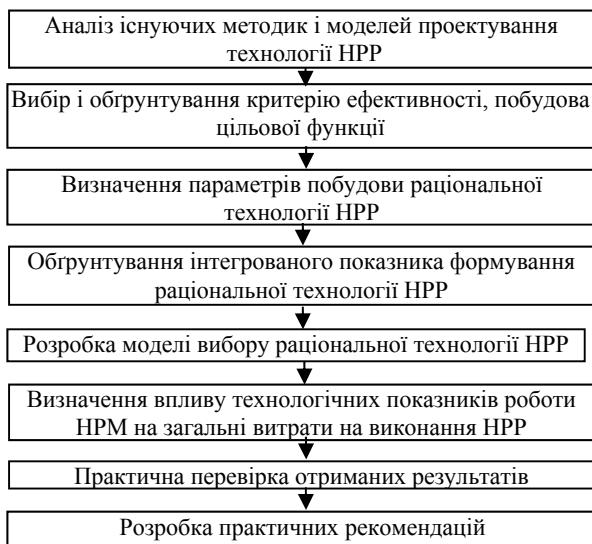 Аналіз існуючих методик і моделей проектування
технології НРР
Вибір і обґрунтування критерію ефективності, побудова
цільової функції
Визначення параметрів побудови раціональної
технології НРР
Обґрунтування інтегрованого показника формування
раціональної технології НРР
Розробка моделі вибору раціональної технології НРР
Визначення впливу технологічних показників роботи
НРМ на загальні витрати на виконання НРР
Практична перевірка отриманих результатів
Розробка практичних рекомендацій